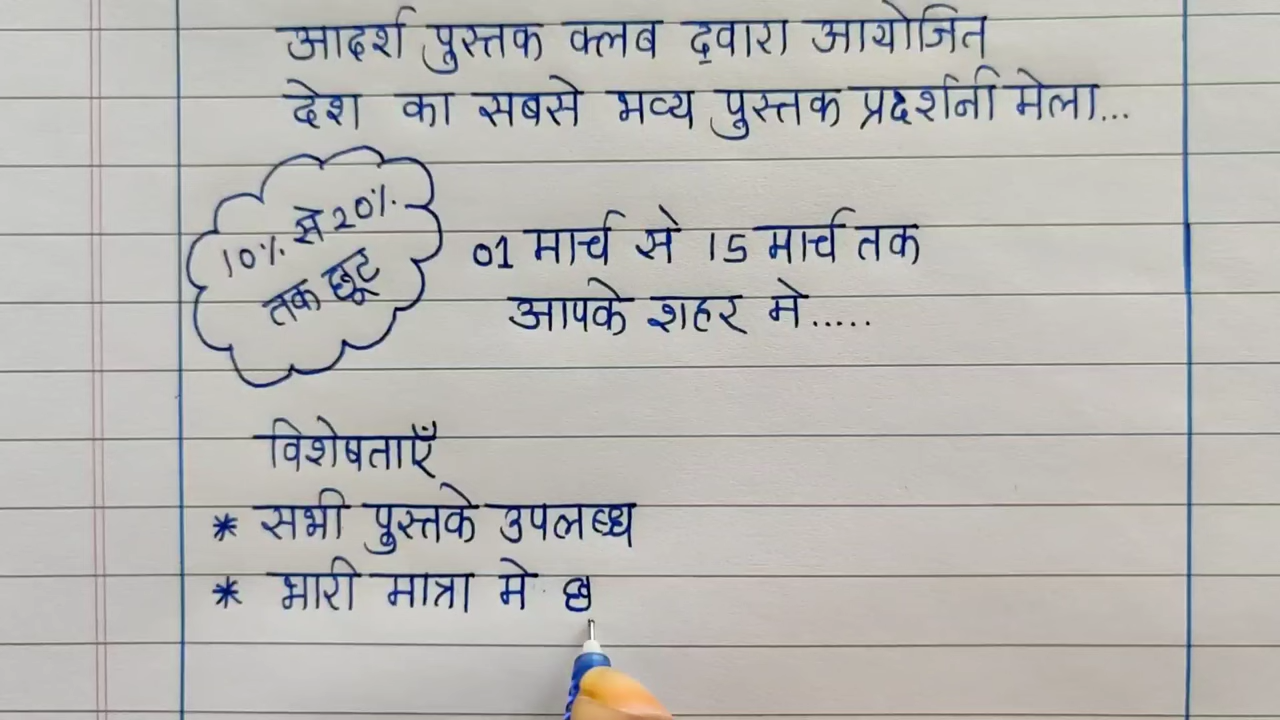 आदर्श पुस्तक क्लब द्वारा आयोजित
देश का सबसे भव्य पुस्तक प्रदर्शनी मेला...
10% से 20%
तक छूट
01 मार्च से 15 मार्च तक
आपके शहर मे.....
विशेषताएँ
* सभी पुस्तके उपलब्ध
* भारी मात्रा मे छ